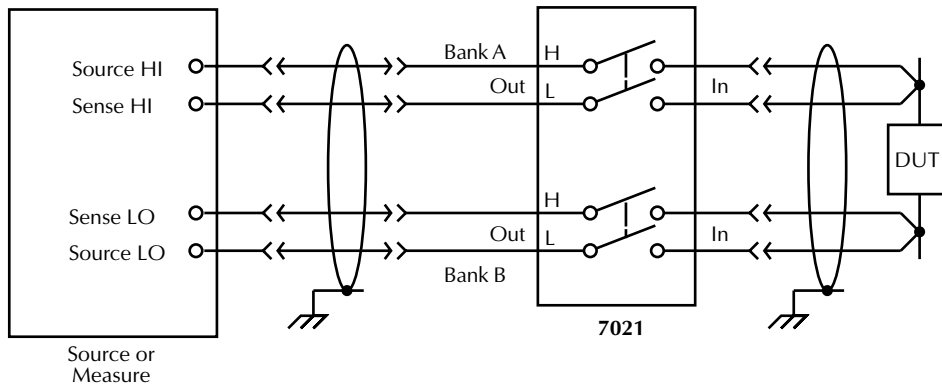 Source HI
Sense HI
Sense LO
Source LO
Source or
Measure
Bank A
Out
H
L
In
H
Out
L
In
Bank B
7021
DUT